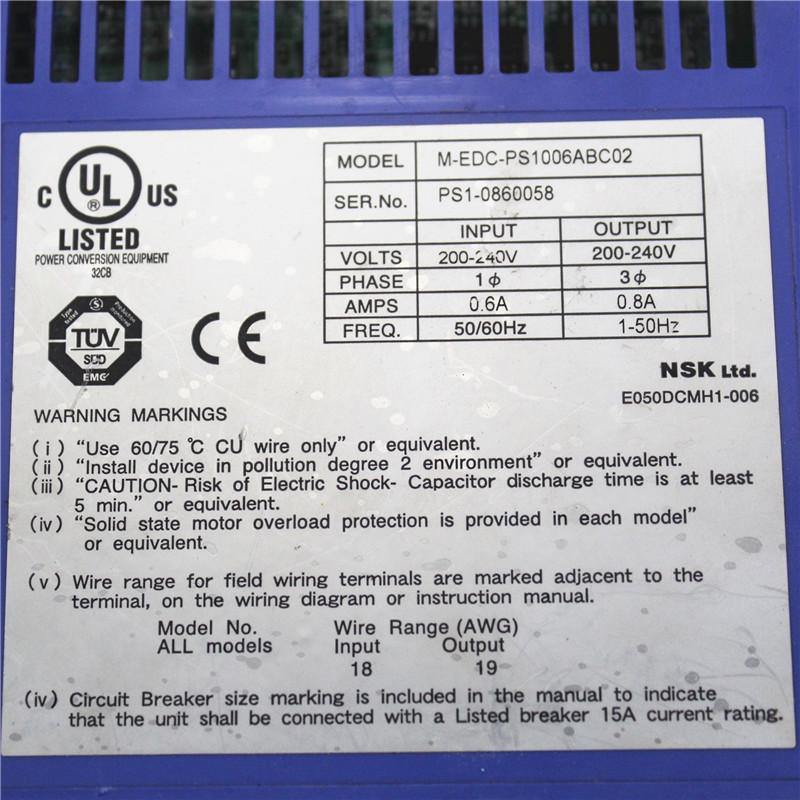 C UL ® US
LISTED
POWER CONVERSION EQUIPMENT
32C8
TÜV
EMC
CE
MODEL M-EDC-PS1006ABC02
SER.No. PS1-0860058
INPUT OUTPUT
VOLTS 200-240V 200-240V
PHASE 1ϕ 3ϕ
AMPS 0.6A 0.8A
FREQ. 50/60Hz 1-50Hz
NSK Ltd.
E050DCMH1-006
WARNING MARKINGS
(i) "Use 60/75 ℃ CU wire only" or equivalent.
(ii) "Install device in pollution degree 2 environment" or equivalent.
(iii) "CAUTION- Risk of Electric Shock- Capacitor discharge time is at least
5 min." or equivalent.
(iv) "Solid state motor overload protection is provided in each model"
or equivalent.
(v) Wire range for field wiring terminals are marked adjacent to the
terminal, on the wiring diagram or instruction manual.
Model No. Wire Range (AWG)
ALL models Input Output
18 19
(iv) Circuit Breaker size marking is included in the manual to indicate
that the unit shall be connected with a Listed breaker 15A current rating.